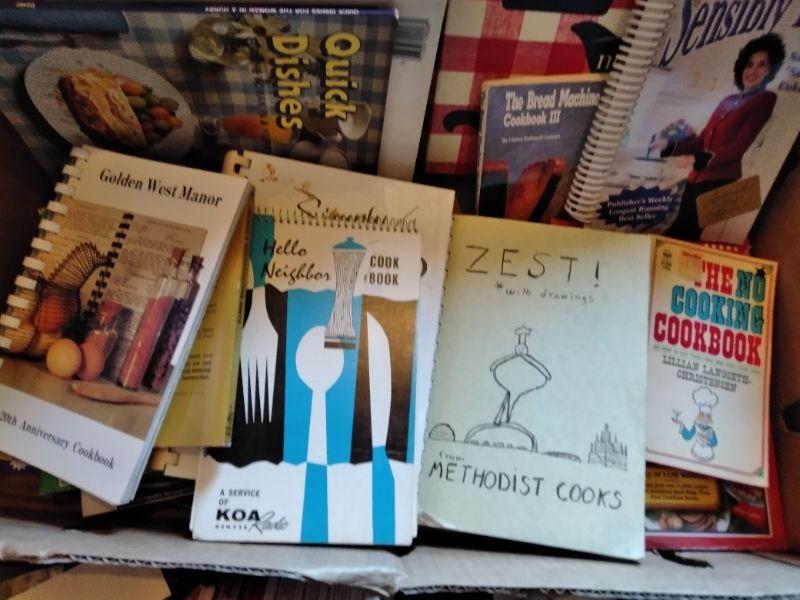 QUICK DISHES FOR THE WOMAN IN A HURRY
Quick
Dishes
The Bread Machine
Cookbook III
Sensibly
Publisher's Weekly
Longest Running
Best Seller
Golden West Manor
20th Anniversary Cookbook
Hello
Neighbor
COOK
BOOK
A SERVICE
OF
KOA Radio
DENVER
ZEST!
*with drawings
from
METHODIST COOKS
THE NO
COOKING
COOKBOOK
LILLIAN LANGSETH-
CHRISTENSEN